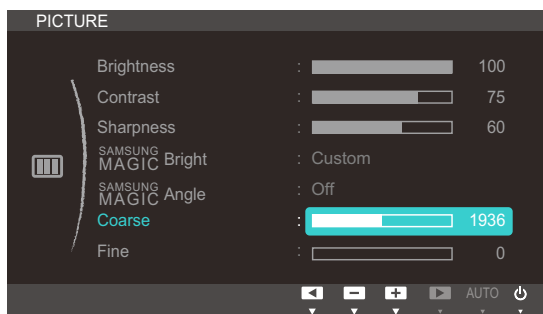 PICTURE
Brightness : 100
Contrast : 75
Sharpness : 60
SAMSUNG MAGIC Bright : Custom
SAMSUNG MAGIC Angle : Off
Coarse : 1936
Fine : 0
AUTO